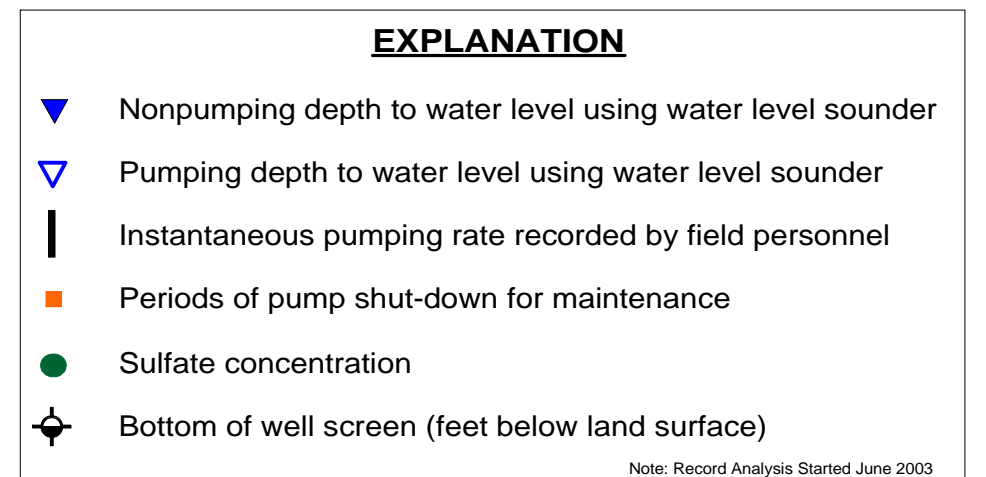 EXPLANATION
Nonpumping depth to water level using water level sounder
Pumping depth to water level using water level sounder
Instantaneous pumping rate recorded by field personnel
Periods of pump shut-down for maintenance
Sulfate concentration
Bottom of well screen (feet below land surface)
Note: Record Analysis Started June 2003